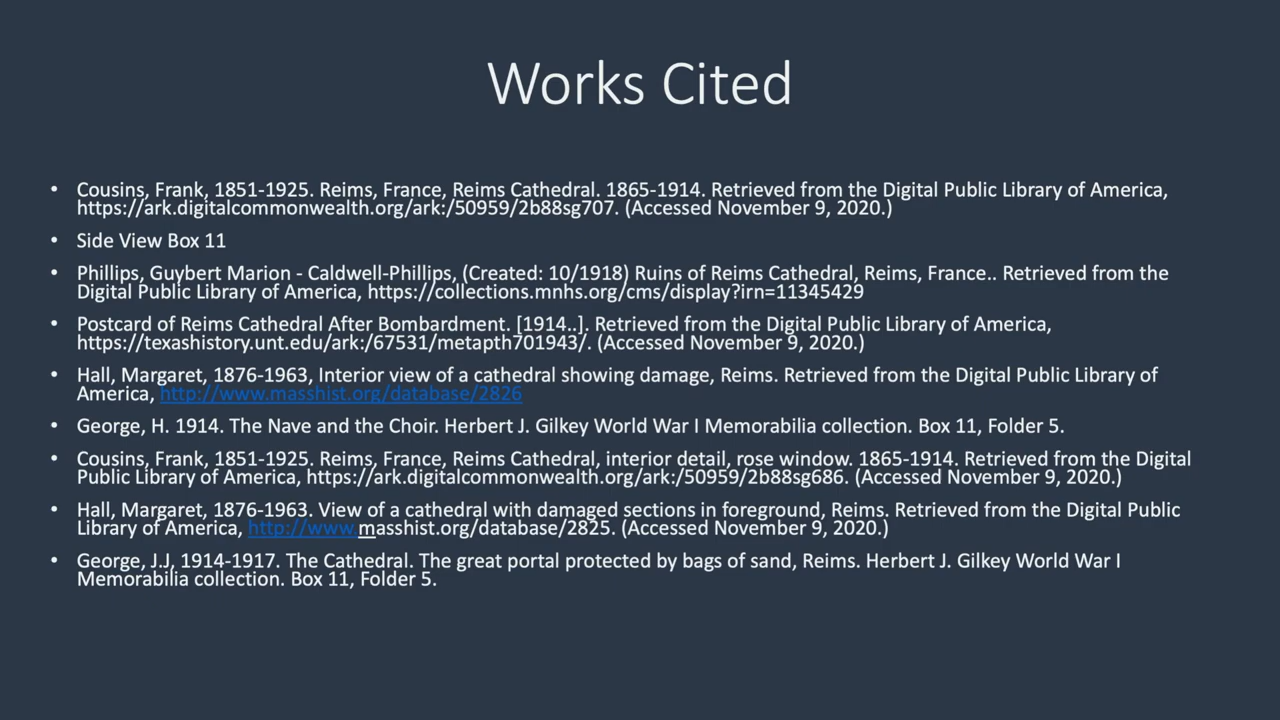 Works Cited
• Cousins, Frank, 1851-1925. Reims, France, Reims Cathedral. 1865-1914. Retrieved from the Digital Public Library of America,
https://ark.digitalcommonwealth.org/ark:/50959/2b88sg707. (Accessed November 9, 2020.)
• Side View Box 11
• Phillips, Guybert Marion - Caldwell-Phillips, (Created: 10/1918) Ruins of Reims Cathedral, Reims, France.. Retrieved from the
Digital Public Library of America, https://collections.mnhs.org/cms/display?irn=11345429
• Postcard of Reims Cathedral After Bombardment. [1914..]. Retrieved from the Digital Public Library of America,
https://texashistory.unt.edu/ark:/67531/metapth701943/. (Accessed November 9, 2020.)
• Hall, Margaret, 1876-1963, Interior view of a cathedral showing damage, Reims. Retrieved from the Digital Public Library of
America, http://www.masshist.org/database/2826
• George, H. 1914. The Nave and the Choir. Herbert J. Gilkey World War I Memorabilia collection. Box 11, Folder 5.
• Cousins, Frank, 1851-1925. Reims, France, Reims Cathedral, interior detail, rose window. 1865-1914. Retrieved from the Digital
Public Library of America, https://ark.digitalcommonwealth.org/ark:/50959/2b88sg686. (Accessed November 9, 2020.)
• Hall, Margaret, 1876-1963. View of a cathedral with damaged sections in foreground, Reims. Retrieved from the Digital Public
Library of America, http://www.masshist.org/database/2825. (Accessed November 9, 2020.)
• George, J.J, 1914-1917. The Cathedral. The great portal protected by bags of sand, Reims. Herbert J. Gilkey World War I
Memorabilia collection. Box 11, Folder 5.